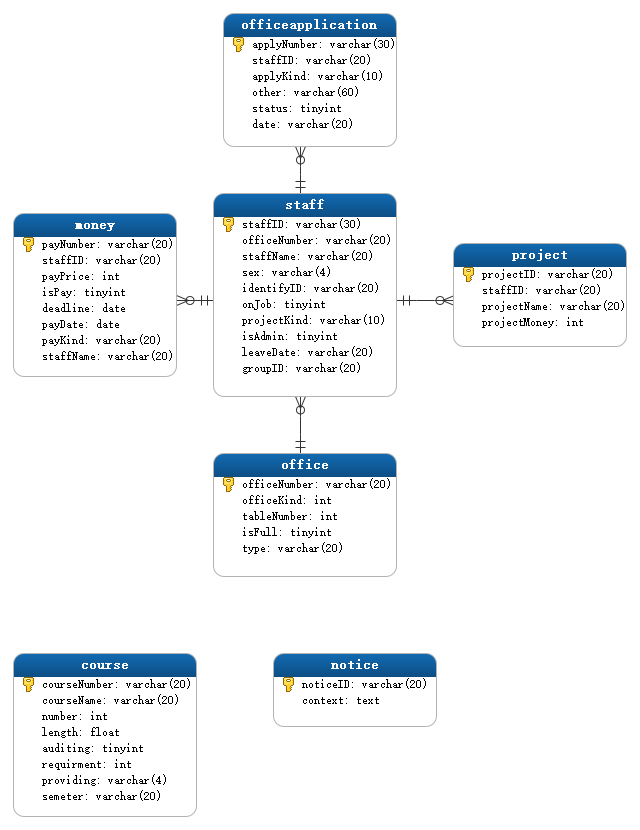 officeapplication
applyNumber: varchar(30)
staffID: varchar(20)
applyKind: varchar(10)
other: varchar(60)
status: tinyint
date: varchar(20)
staff
staffID: varchar(30)
officeNumber: varchar(20)
staffName: varchar(20)
sex: varchar(4)
identifyID: varchar(20)
onJob: tinyint
projectKind: varchar(10)
isAdmin: tinyint
leaveDate: varchar(20)
groupID: varchar(20)
money
payNumber: varchar(20)
staffID: varchar(20)
payPrice: int
isPay: tinyint
deadline: date
payDate: date
payKind: varchar(20)
staffName: varchar(20)
project
projectID: varchar(20)
staffID: varchar(20)
projectName: varchar(20)
projectMoney: int
office
officeNumber: varchar(20)
officeKind: int
tableNumber: int
isFull: tinyint
type: varchar(20)
course
courseNumber: varchar(20)
courseName: varchar(20)
number: int
length: float
auditing: tinyint
requirment: int
providing: varchar(4)
semeter: varchar(20)
notice
noticeID: varchar(20)
context: text